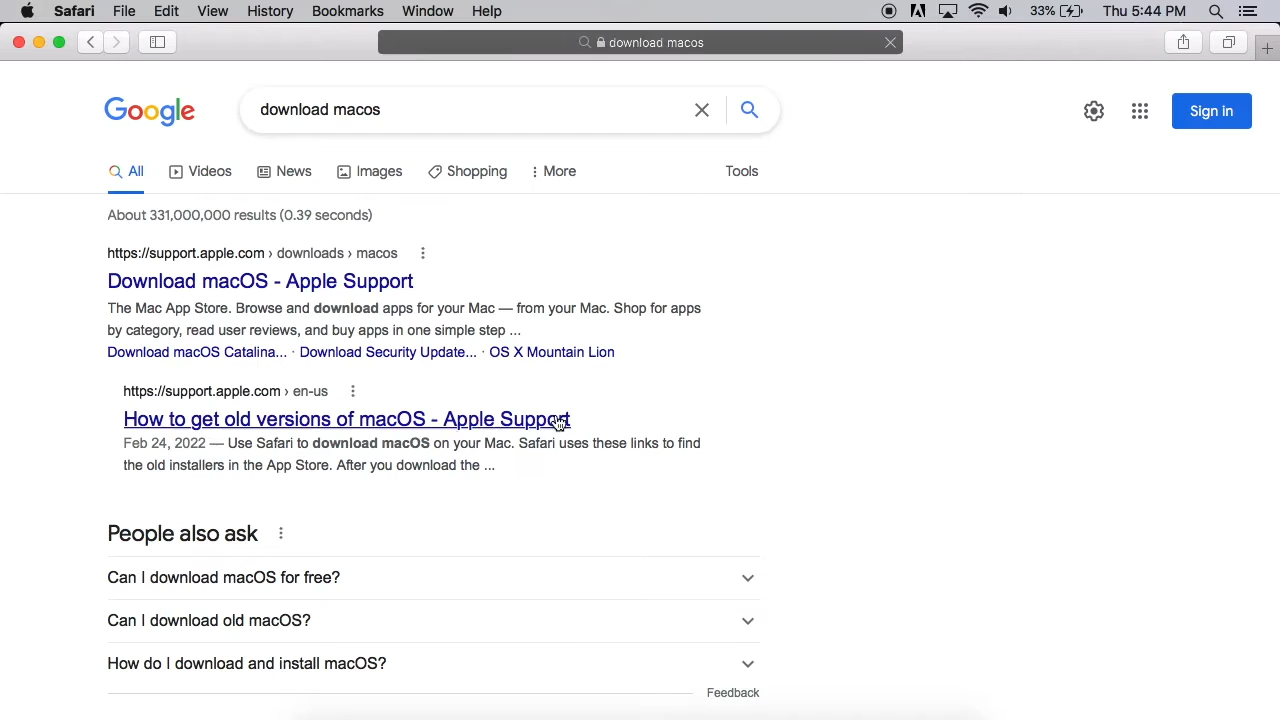 Safari File Edit View History Bookmarks Window Help 33% Thu 5:44 PM
download macos
Google download macos Sign in
All Videos News Images Shopping More Tools
About 331,000,000 results (0.39 seconds)
https://support.apple.com › downloads › macos
Download macOS - Apple Support
The Mac App Store. Browse and download apps for your Mac — from your Mac. Shop for apps
by category, read user reviews, and buy apps in one simple step ...
Download macOS Catalina... · Download Security Update... · OS X Mountain Lion
https://support.apple.com › en-us
How to get old versions of macOS - Apple Support
Feb 24, 2022 — Use Safari to download macOS on your Mac. Safari uses these links to find
the old installers in the App Store. After you download the ...
People also ask
Can I download macOS for free?
Can I download old macOS?
How do I download and install macOS?
Feedback